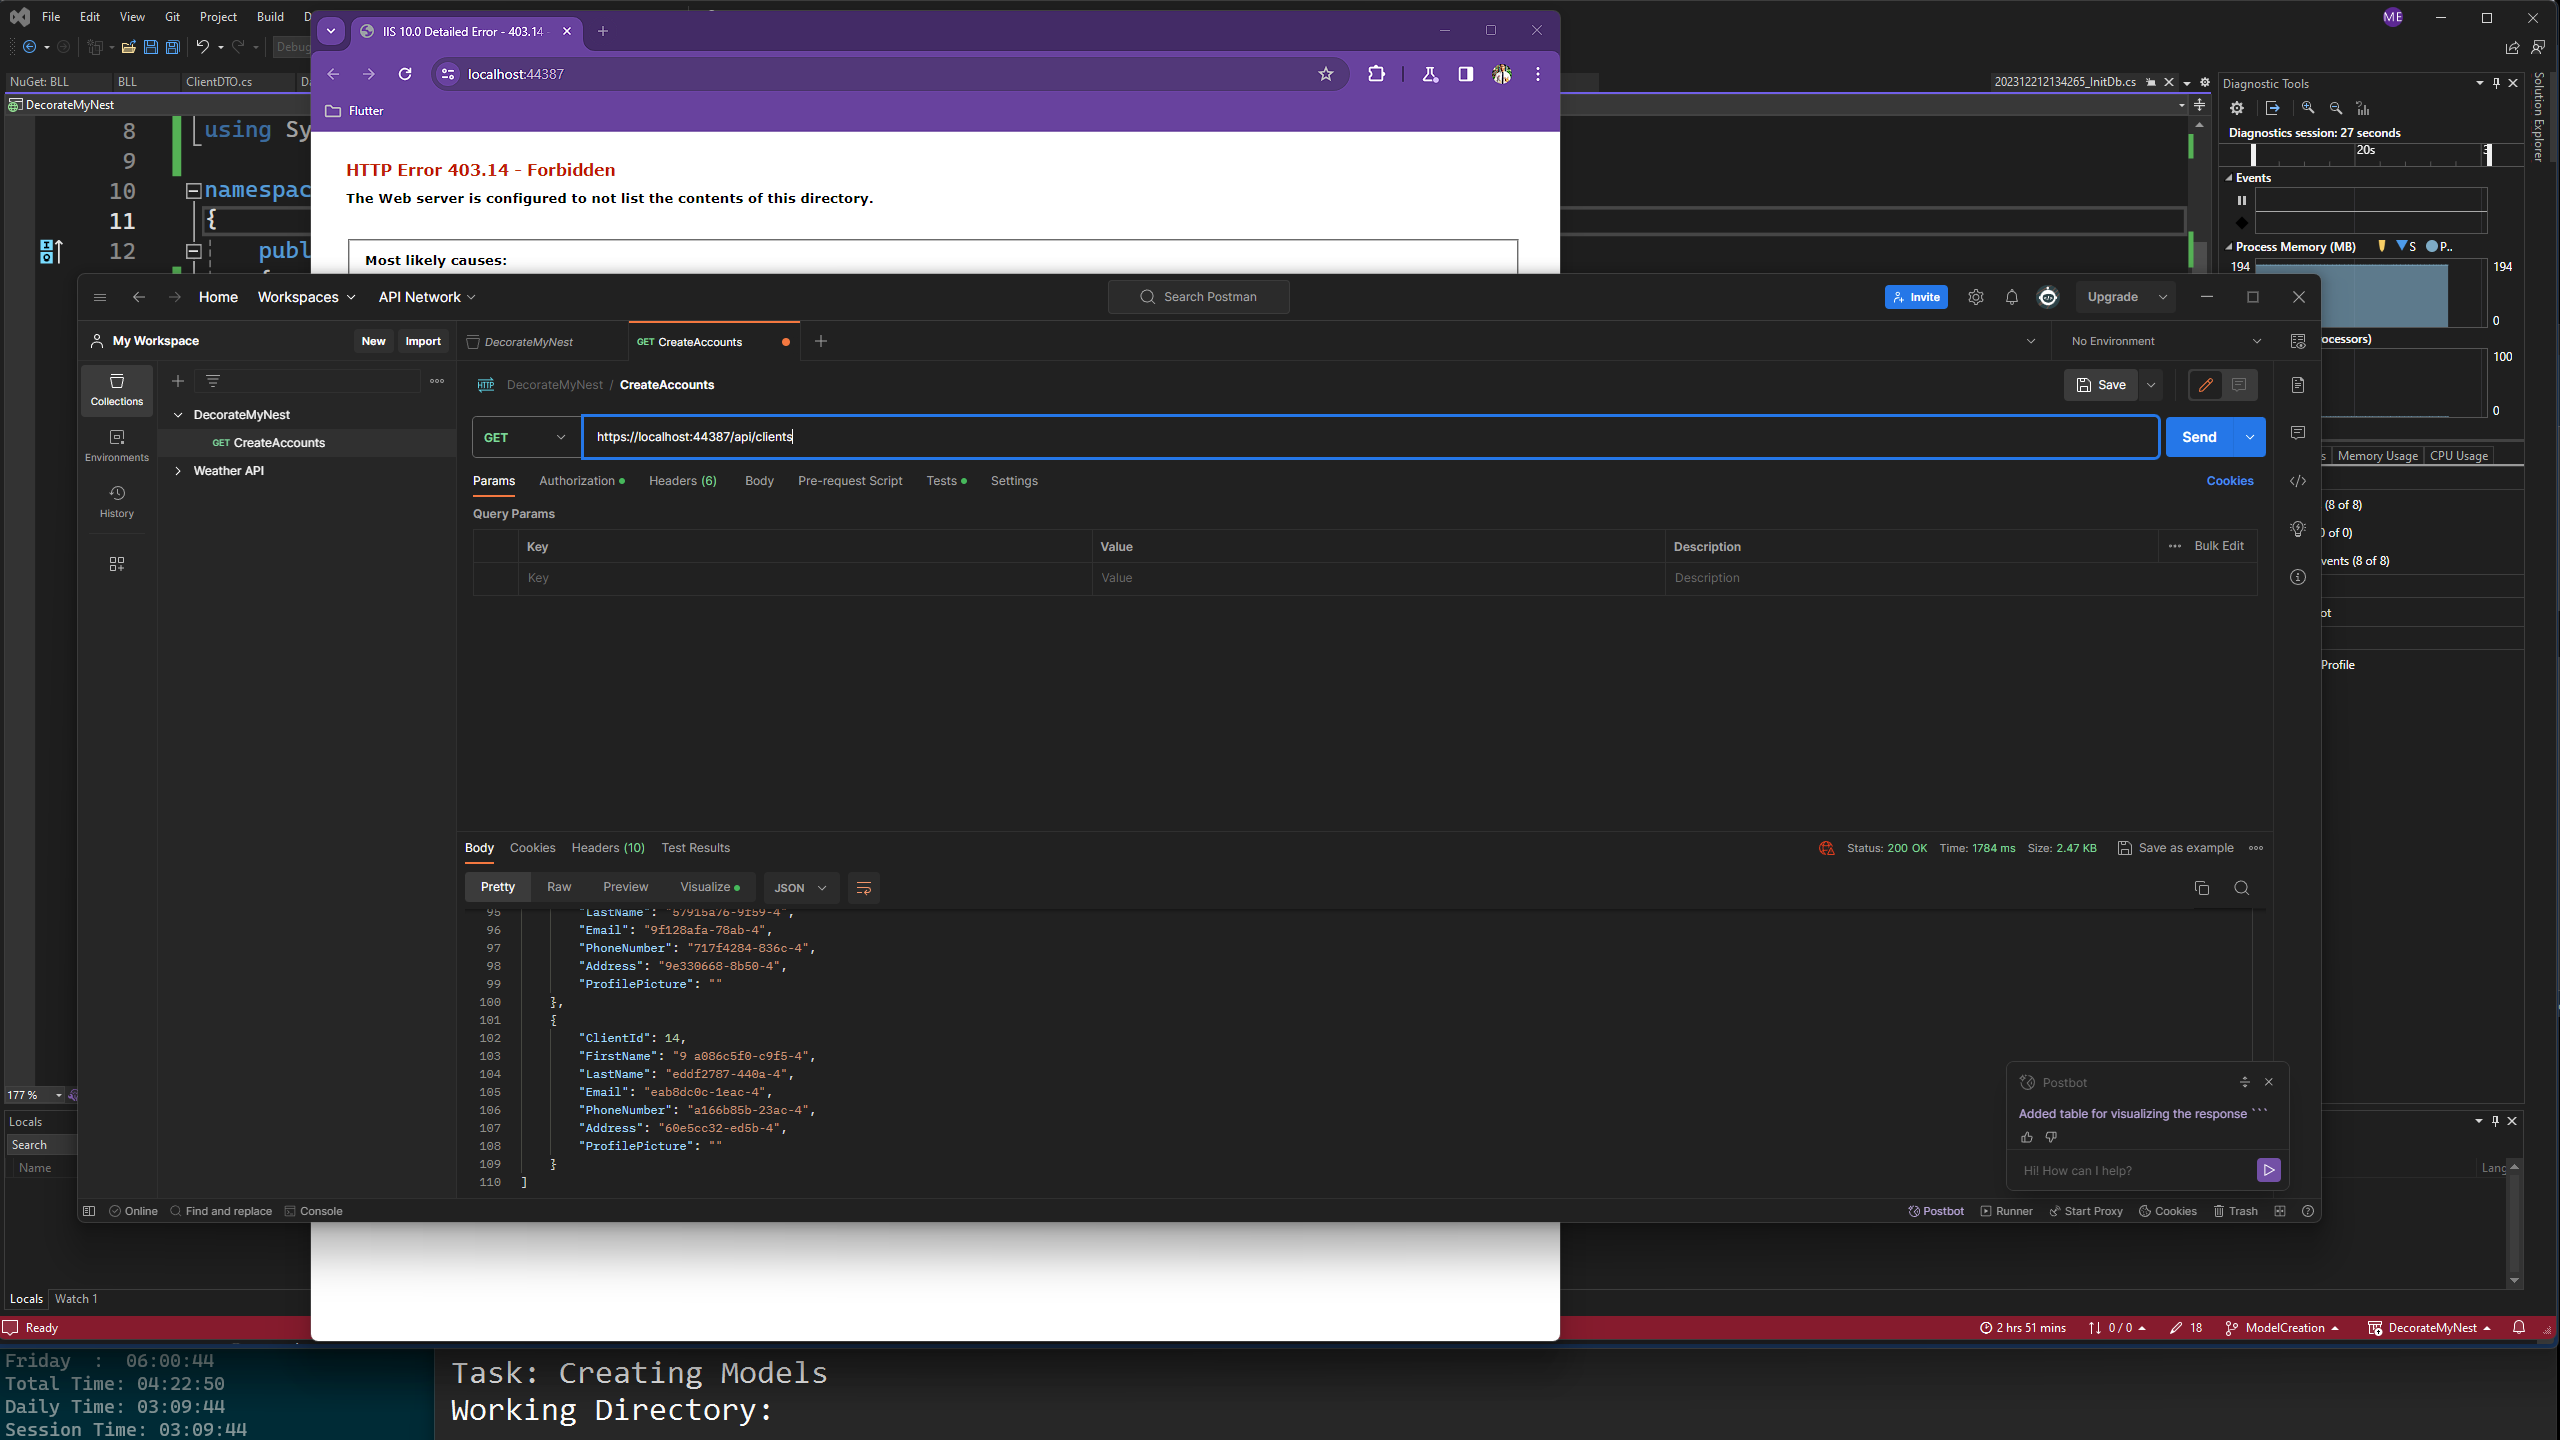 File Edit View Git Project Build D
ME
Debug
NuGet: BLL BLL ClientDTO.cs Da
202312212134265_InitDb.cs
DecorateMyNest
8 using Sy
9
10 namespac
11 {
12 publ
IIS 10.0 Detailed Error - 403.14
localhost:44387
Flutter
HTTP Error 403.14 - Forbidden
The Web server is configured to not list the contents of this directory.
Most likely causes:
Diagnostic Tools
Solution Explorer
Diagnostics session: 27 seconds
20s
Events
Process Memory (MB) S P..
194 194
0
ocessors)
100
0
s Memory Usage CPU Usage
(8 of 8)
0 of 0)
vents (8 of 8)
ot
Profile
Home Workspaces API Network
Search Postman
Invite
Upgrade
My Workspace New Import
DecorateMyNest
GET CreateAccounts
No Environment
Collections
Environments
History
DecorateMyNest
GET CreateAccounts
Weather API
HTTP DecorateMyNest / CreateAccounts
Save
GET https://localhost:44387/api/clients
Send
Params Authorization Headers (6) Body Pre-request Script Tests Settings
Cookies
Query Params
Key Value Description Bulk Edit
Key Value Description
Body Cookies Headers (10) Test Results
Status: 200 OK Time: 1784 ms Size: 2.47 KB Save as example
Pretty Raw Preview Visualize JSON
95 "LastName": "57915a76-9f59-4",
96 "Email": "9f128afa-78ab-4",
97 "PhoneNumber": "717f4284-836c-4",
98 "Address": "9e330668-8b50-4",
99 "ProfilePicture": ""
100 },
101 {
102 "ClientId": 14,
103 "FirstName": "9 a086c5f0-c9f5-4",
104 "LastName": "eddf2787-440a-4",
105 "Email": "eab8dc0c-1eac-4",
106 "PhoneNumber": "a166b85b-23ac-4",
107 "Address": "60e5cc32-ed5b-4",
108 "ProfilePicture": ""
109 }
110 ]
Postbot
Added table for visualizing the response ```
Hi! How can I help?
Online Find and replace Console
Postbot Runner Start Proxy Cookies Trash
177 %
Locals
Search
Name
Lang
Locals Watch 1
Ready
2 hrs 51 mins 0 / 0 18 ModelCreation DecorateMyNest
Friday : 06:00:44
Total Time: 04:22:50
Daily Time: 03:09:44
Session Time: 03:09:44
Task: Creating Models
Working Directory: